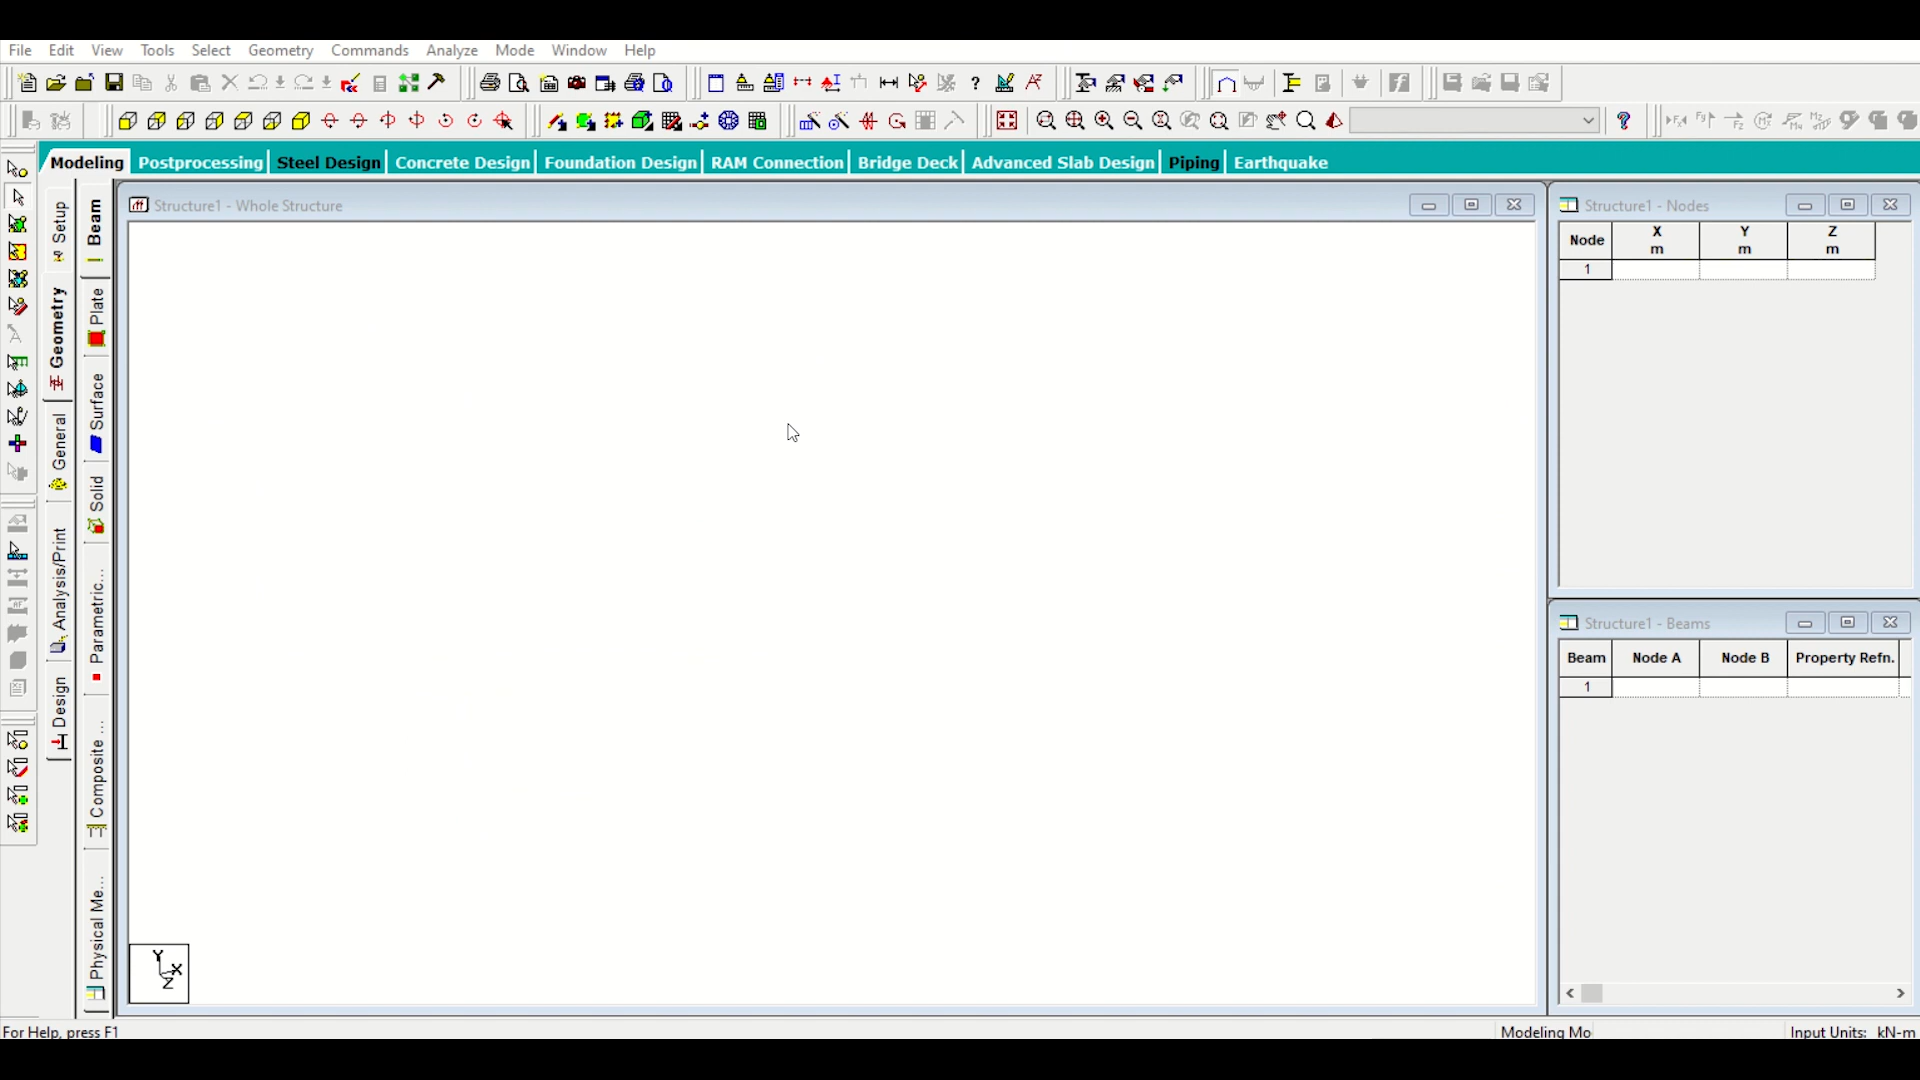 File Edit View Tools Select Geometry Commands Analyze Mode Window Help
Modeling Postprocessing Steel Design Concrete Design Foundation Design RAM Connection Bridge Deck Advanced Slab Design Piping Earthquake
Setup
Geometry
General
Analysis/Print
Design
Beam
Plate
Surface
Solid
Parametric...
Composite ...
Physical Me...
Structure1 - Whole Structure
Y
X
Z
Structure1 - Nodes
Node X m Y m Z m
1
Structure1 - Beams
Beam Node A Node B Property Refn.
1
For Help, press F1
Modeling Mo
Input Units: kN-m